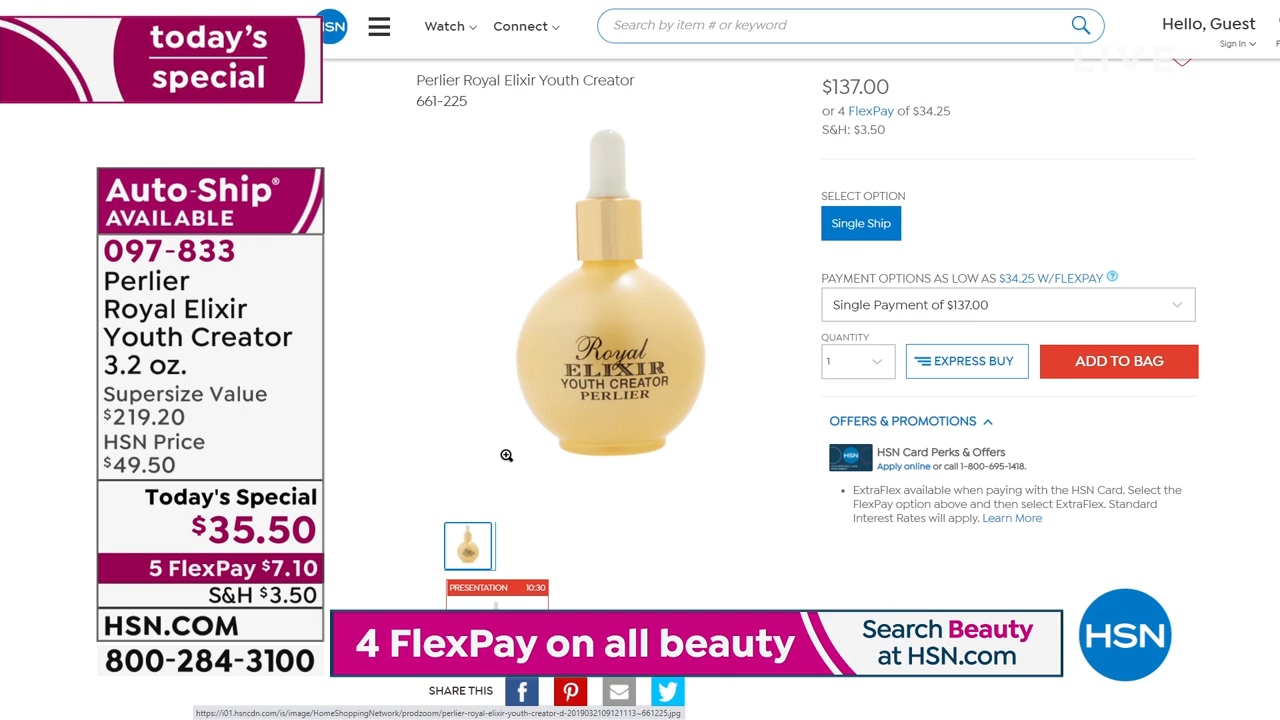 today's
special
HSN
Watch
Connect
Search by item # or keyword
Hello, Guest
Sign In
LIVE
Auto-Ship®
AVAILABLE
097-833
Perlier
Royal Elixir
Youth Creator
3.2 oz.
Supersize Value
$219.20
HSN Price
$49.50
Today's Special
$35.50
5 FlexPay $7.10
S&H $3.50
HSN.COM
800-284-3100
Perlier Royal Elixir Youth Creator
661-225
Royal
ELIXIR
YOUTH CREATOR
PERLIER
$137.00
or 4 FlexPay of $34.25
S&H: $3.50
SELECT OPTION
Single Ship
PAYMENT OPTIONS AS LOW AS $34.25 W/FLEXPAY ?
Single Payment of $137.00
QUANTITY
1
EXPRESS BUY
ADD TO BAG
OFFERS & PROMOTIONS
HSN
HSN Card Perks & Offers
Apply online or call 1-800-695-1418.
• ExtraFlex available when paying with the HSN Card. Select the
FlexPay option above and then select ExtraFlex. Standard
Interest Rates will apply. Learn More
PRESENTATION 10:30
4 FlexPay on all beauty
Search Beauty
at HSN.com
HSN
SHARE THIS
https://i01.hsncdn.com/is/image/HomeShoppingNetwork/prodzoom/perlier-royal-elixir-youth-creator-d-2019032109121113~661225.jpg